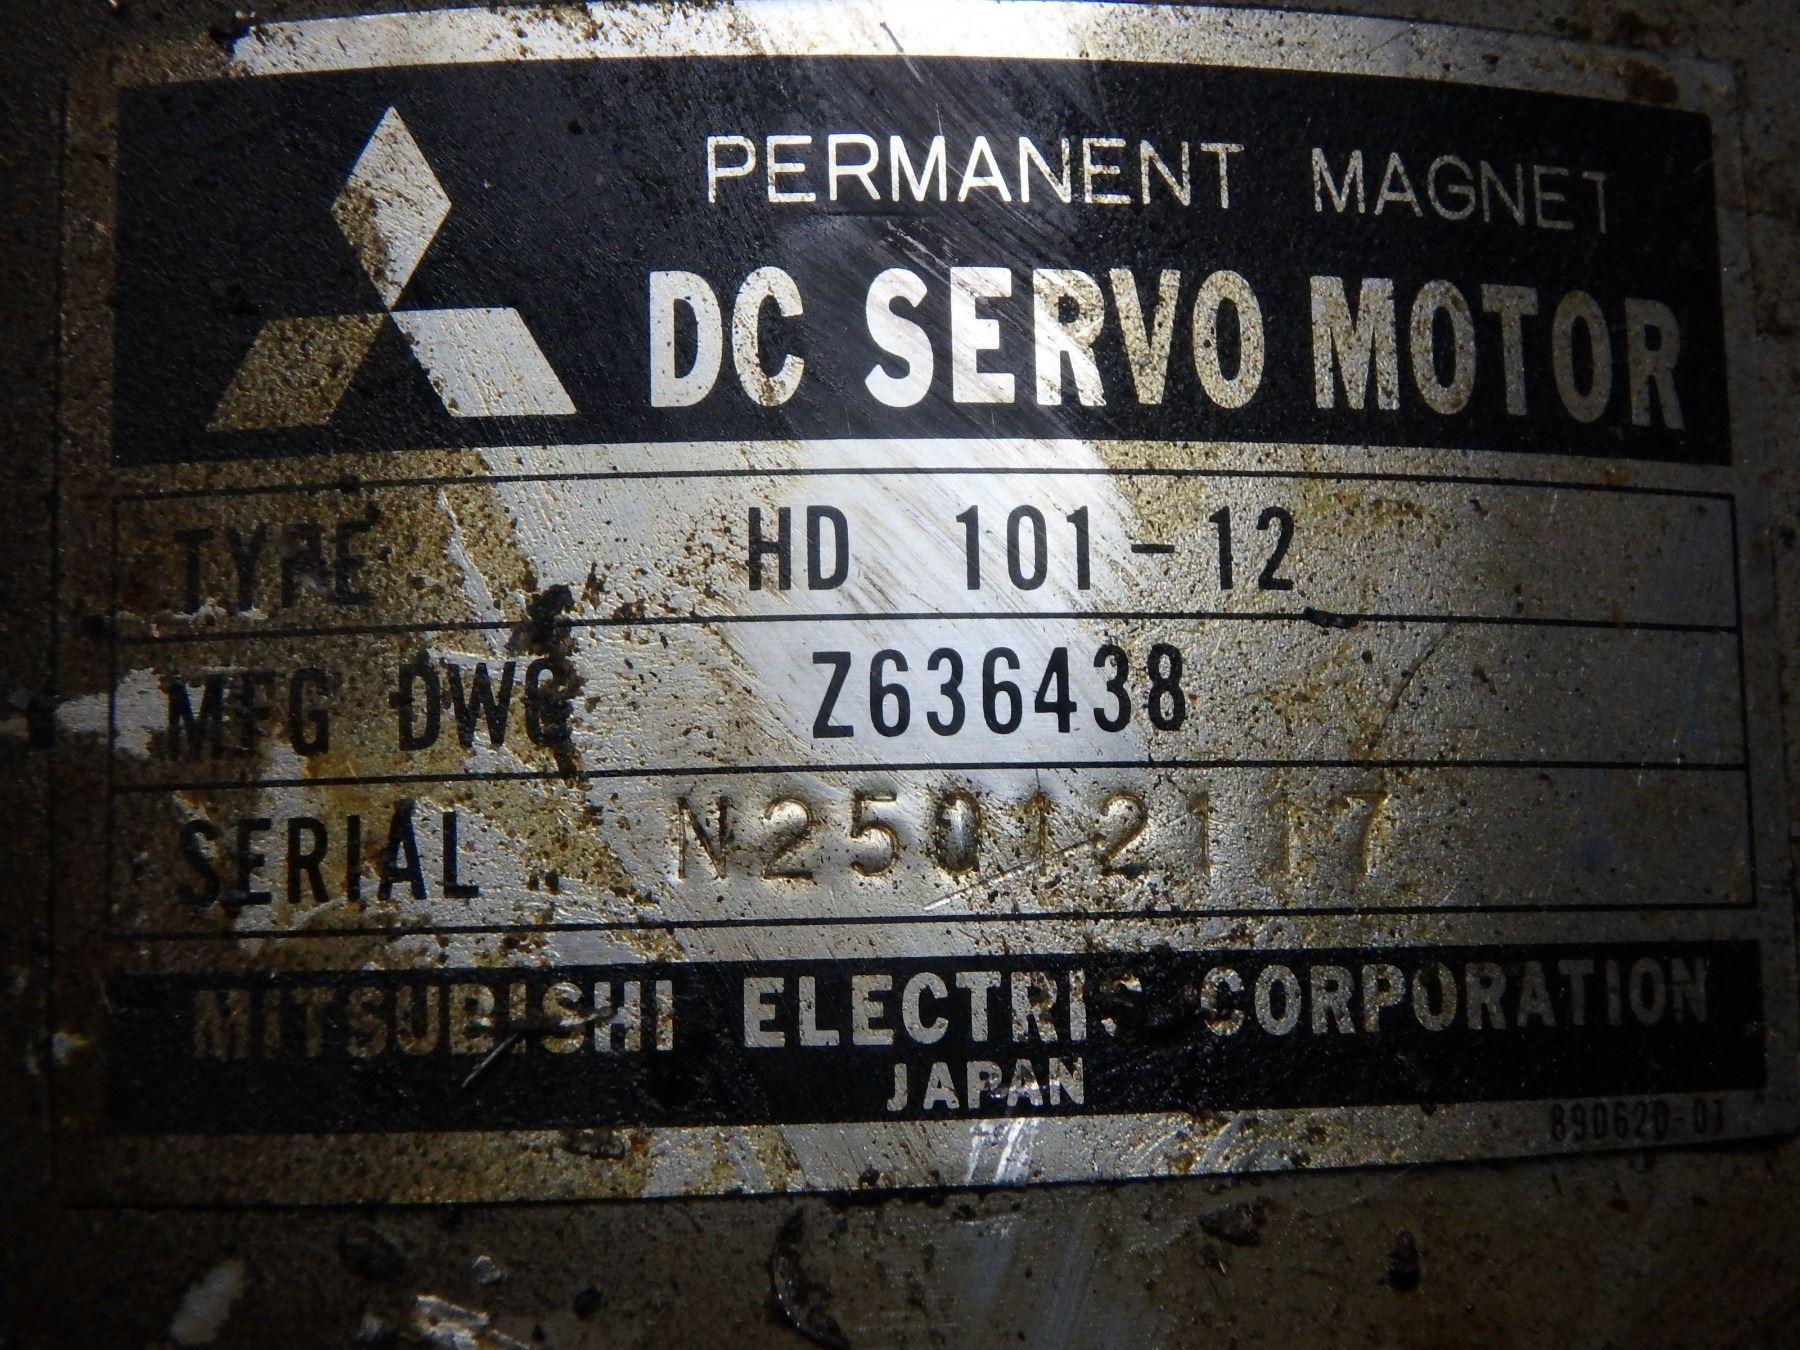 PERMANENT MAGNET
DC SERVO MOTOR
TYPE HD 101-12
MFG DWG Z636438
SERIAL N25012117
MITSUBISHI ELECTRIC CORPORATION
JAPAN
890620-01